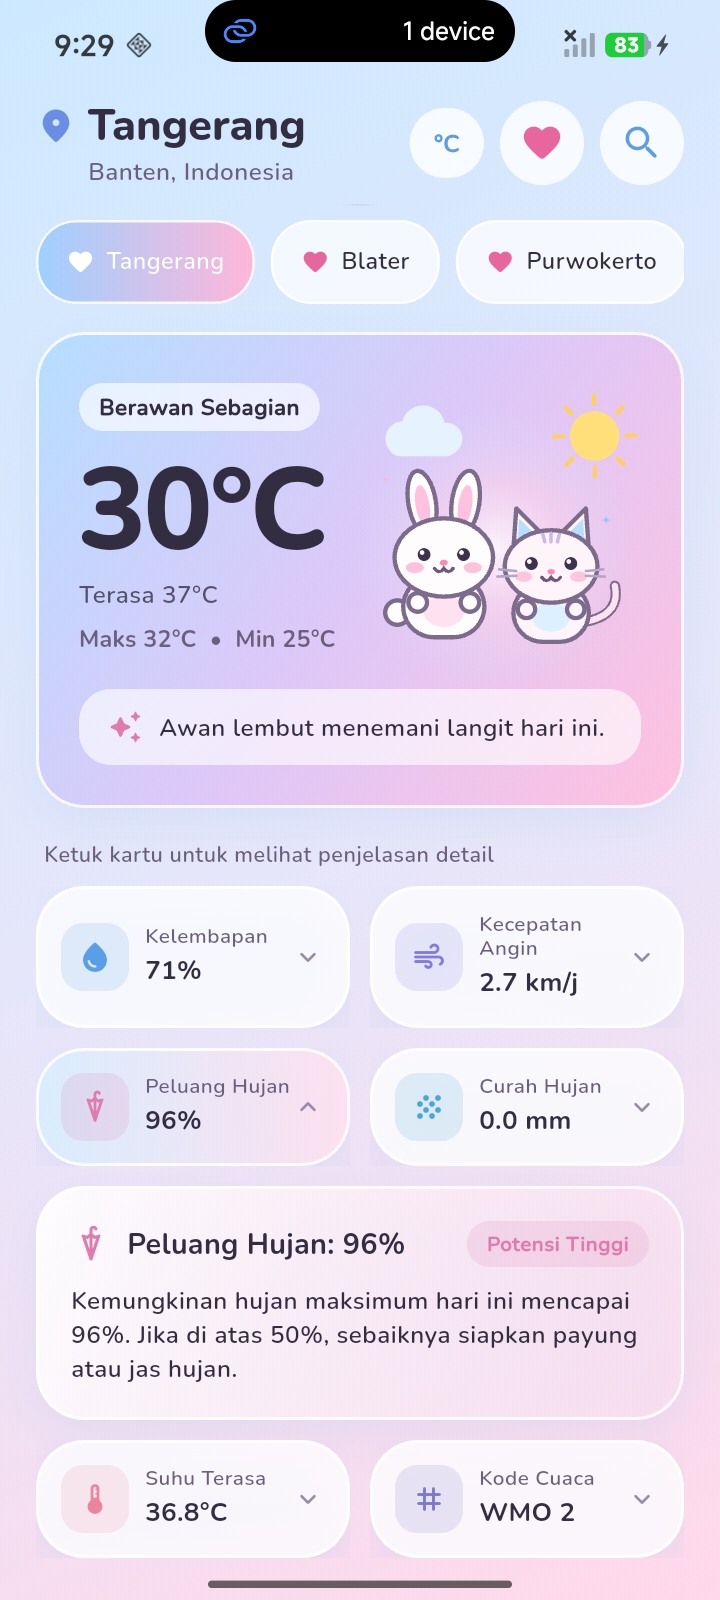 9:29
1 device
83
Tangerang
Banten, Indonesia
°C
Tangerang
Blater
Purwokerto
Berawan Sebagian
30°C
Terasa 37°C
Maks 32°C • Min 25°C
Awan lembut menemani langit hari ini.
Ketuk kartu untuk melihat penjelasan detail
Kelembapan
71%
Kecepatan
Angin
2.7 km/j
Peluang Hujan
96%
Curah Hujan
0.0 mm
Peluang Hujan: 96%
Potensi Tinggi
Kemungkinan hujan maksimum hari ini mencapai
96%. Jika di atas 50%, sebaiknya siapkan payung
atau jas hujan.
Suhu Terasa
36.8°C
Kode Cuaca
WMO 2